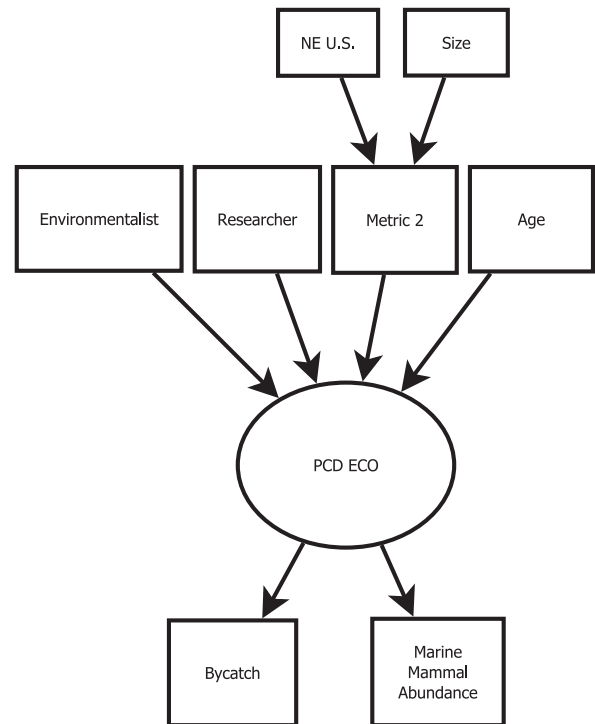 NE U.S.
Size
Environmentalist
Researcher
Metric 2
Age
PCD ECO
Bycatch
Marine
Mammal
Abundance